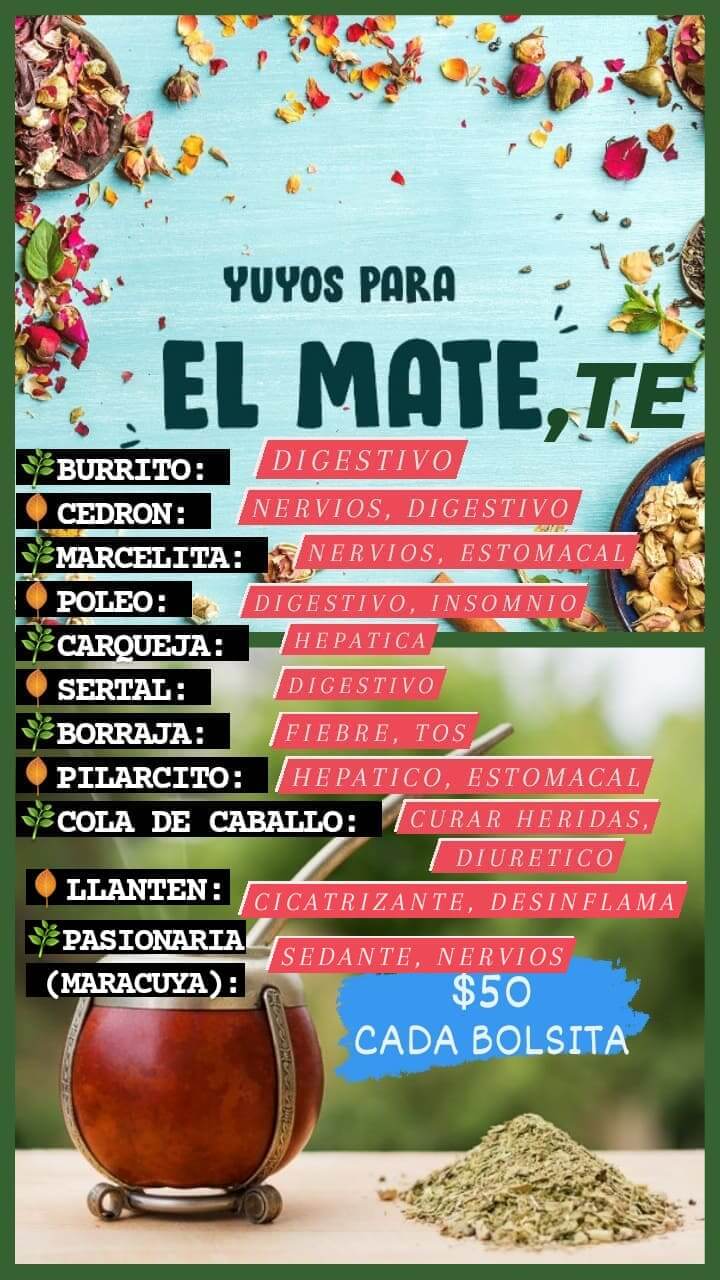 YUYOS PARA
EL MATE,TE
BURRITO: DIGESTIVO
CEDRON: NERVIOS, DIGESTIVO
MARCELITA: NERVIOS, ESTOMACAL
POLEO: DIGESTIVO, INSOMNIO
CARQUEJA: HEPATICA
SERTAL: DIGESTIVO
BORRAJA: FIEBRE, TOS
PILARCITO: HEPATICO, ESTOMACAL
COLA DE CABALLO: CURAR HERIDAS,
DIURETICO
LLANTEN: CICATRIZANTE, DESINFLAMA
PASIONARIA
(MARACUYA): SEDANTE, NERVIOS
$50
CADA BOLSITA